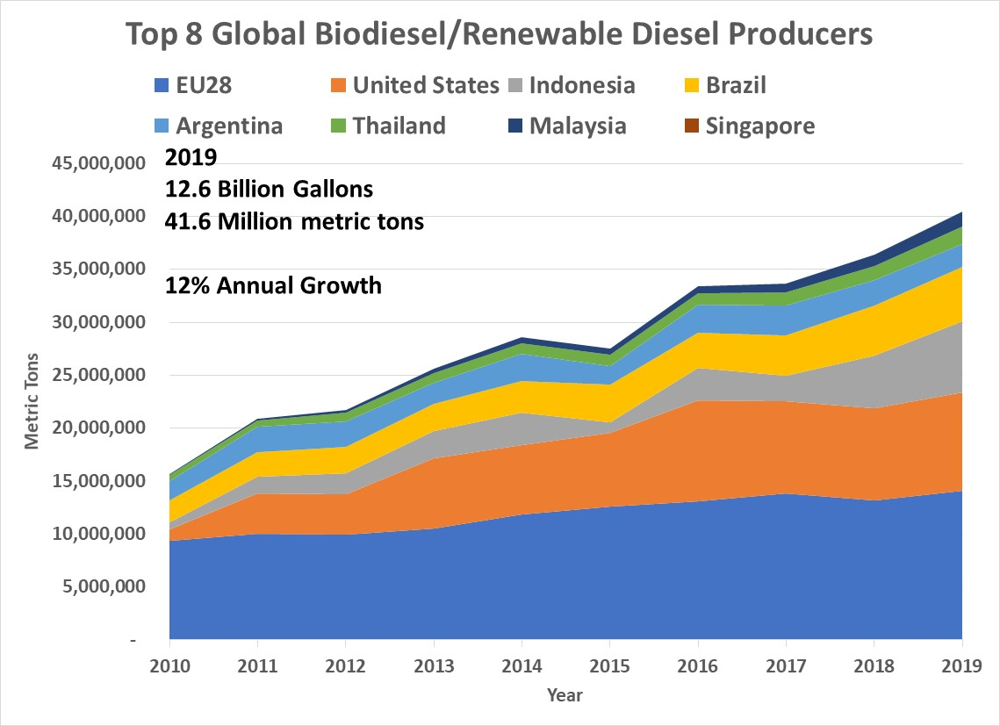 Top 8 Global Biodiesel/Renewable Diesel Producers
EU28 United States Indonesia Brazil
Argentina Thailand Malaysia Singapore
2019
12.6 Billion Gallons
41.6 Million metric tons
12% Annual Growth
45,000,000
40,000,000
35,000,000
30,000,000
25,000,000
20,000,000
15,000,000
10,000,000
5,000,000
-
Metric Tons
2010 2011 2012 2013 2014 2015 2016 2017 2018 2019
Year